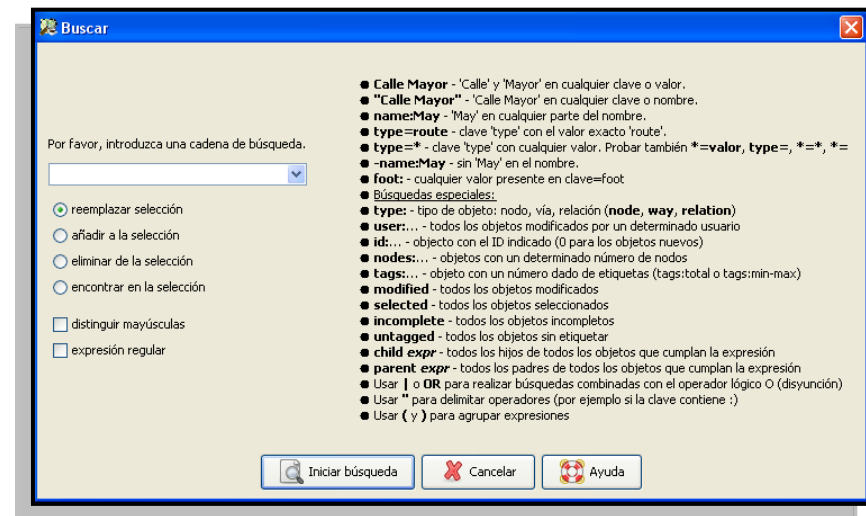 Buscar
Por favor, introduzca una cadena de búsqueda.
reemplazar selección
añadir a la selección
eliminar de la selección
encontrar en la selección
distinguir mayúsculas
expresión regular
Calle Mayor - 'Calle' y 'Mayor' en cualquier clave o valor.
"Calle Mayor" - 'Calle Mayor' en cualquier clave o nombre.
name:May - 'May' en cualquier parte del nombre.
type=route - clave 'type' con el valor exacto 'route'.
type=* - clave 'type' con cualquier valor. Probar también *=valor, type=, *=*, *=
-name:May - sin 'May' en el nombre.
foot: - cualquier valor presente en clave=foot
Búsquedas especiales:
type: - tipo de objeto: nodo, vía, relación (node, way, relation)
user:... - todos los objetos modificados por un determinado usuario
id:... - objecto con el ID indicado (0 para los objetos nuevos)
nodes:... - objetos con un determinado número de nodos
tags:... - objeto con un número dado de etiquetas (tags:total o tags:min-max)
modified - todos los objetos modificados
selected - todos los objetos seleccionados
incomplete - todos los objetos incompletos
untagged - todos los objetos sin etiquetar
child expr - todos los hijos de todos los objetos que cumplan la expresión
parent expr - todos los padres de todos los objetos que cumplan la expresión
Usar | o OR para realizar búsquedas combinadas con el operador lógico O (disyunción)
Usar " para delimitar operadores (por ejemplo si la clave contiene :)
Usar ( y ) para agrupar expresiones
Iniciar búsqueda
Cancelar
Ayuda